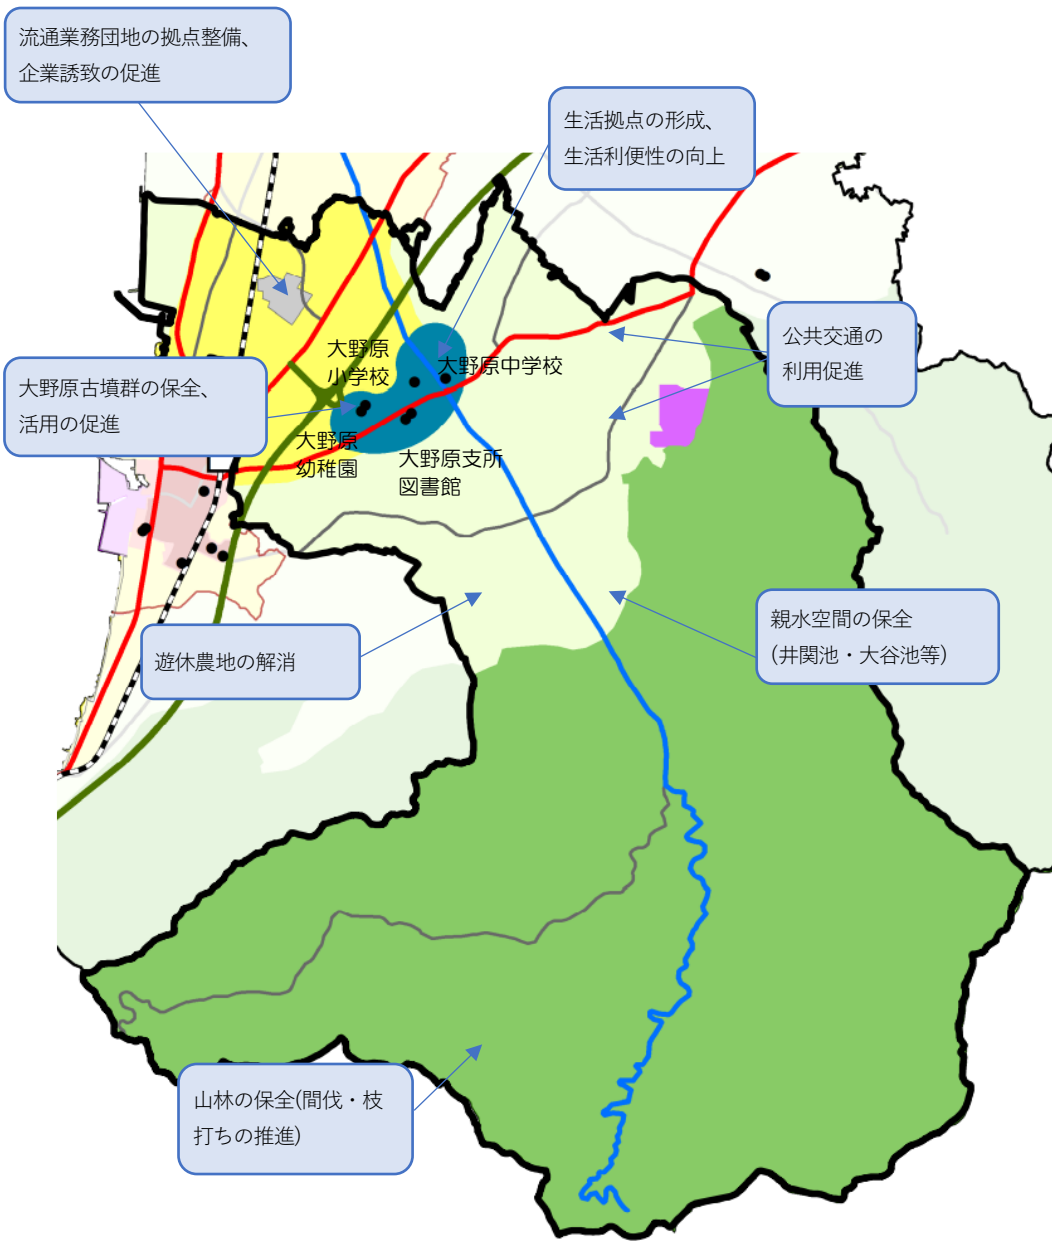 流通業務団地の拠点整備、
企業誘致の促進
生活拠点の形成、
生活利便性の向上
公共交通の
利用促進
大野原
小学校
大野原中学校
大野原古墳群の保全、
活用の促進
大野原
幼稚園
大野原支所
図書館
親水空間の保全
(井関池・大谷池等)
遊休農地の解消
山林の保全(間伐・枝
打ちの推進)